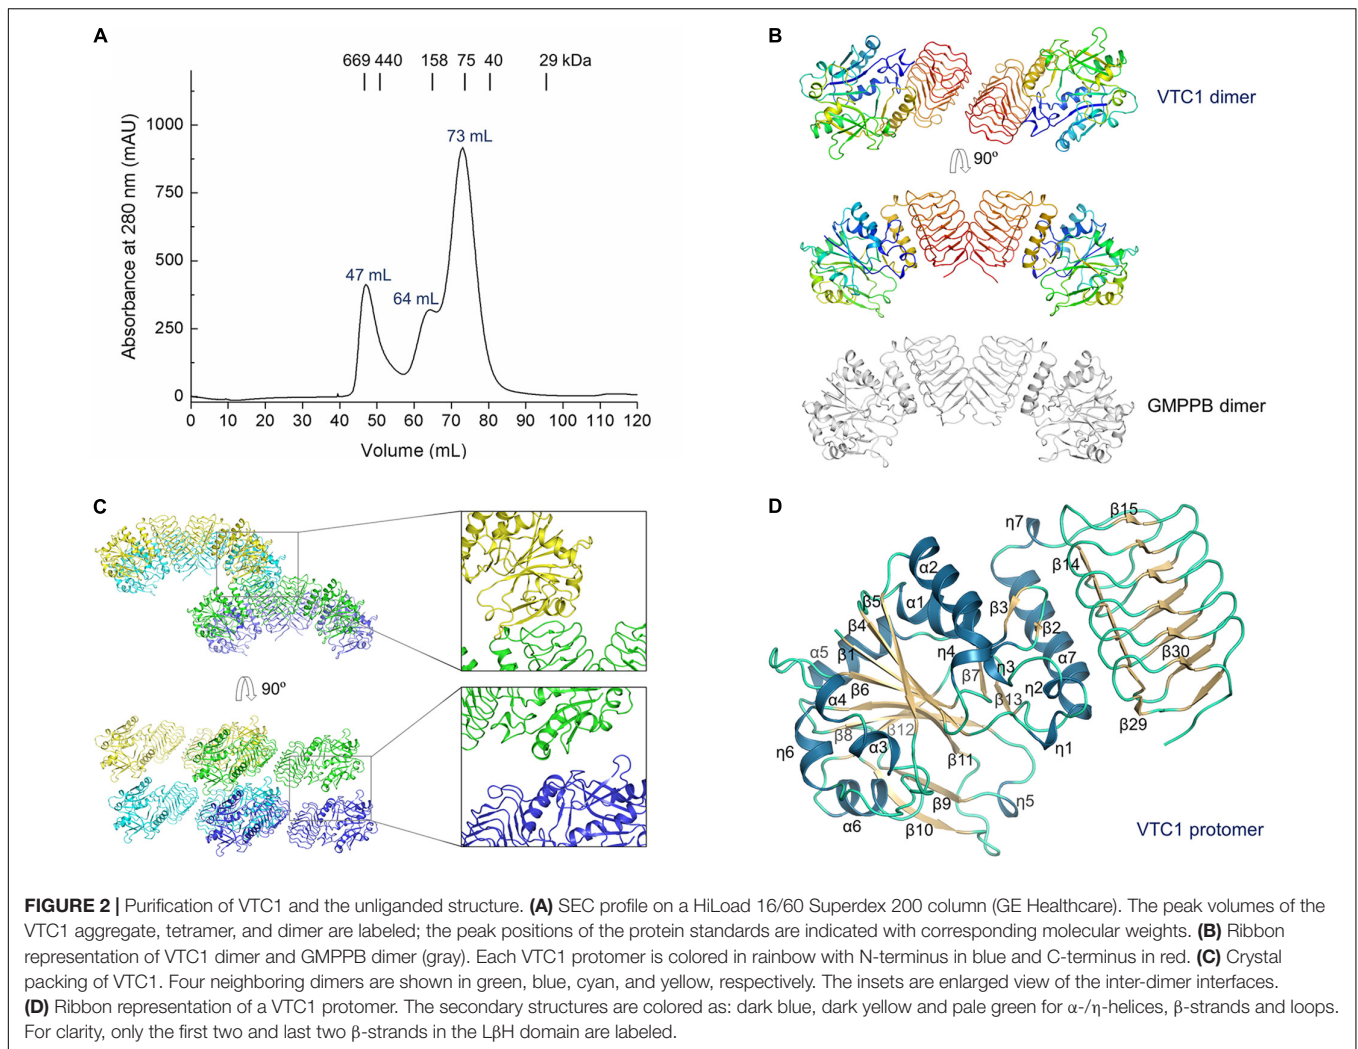 A
669 440 158 75 40 29 kDa
Absorbance at 280 nm (mAU)
1000
750
500
250
0
73 mL
47 mL
64 mL
0 10 20 30 40 50 60 70 80 90 100 110 120
Volume (mL)
B
VTC1 dimer
90º
GMPPB dimer
C
90º
D
β15
η7
β14
α2
β5
α1
β3
β4
β2
α5
β1
η4
η3
α7
β30
β6
β7
η2
α4
β13
β29
η6
β8
β12
α3
β11
η1
β9
η5
α6
β10
VTC1 protomer
FIGURE 2 | Purification of VTC1 and the unliganded structure. (A) SEC profile on a HiLoad 16/60 Superdex 200 column (GE Healthcare). The peak volumes of the
VTC1 aggregate, tetramer, and dimer are labeled; the peak positions of the protein standards are indicated with corresponding molecular weights. (B) Ribbon
representation of VTC1 dimer and GMPPB dimer (gray). Each VTC1 protomer is colored in rainbow with N-terminus in blue and C-terminus in red. (C) Crystal
packing of VTC1. Four neighboring dimers are shown in green, blue, cyan, and yellow, respectively. The insets are enlarged view of the inter-dimer interfaces.
(D) Ribbon representation of a VTC1 protomer. The secondary structures are colored as: dark blue, dark yellow and pale green for α-/η-helices, β-strands and loops.
For clarity, only the first two and last two β-strands in the LβH domain are labeled.